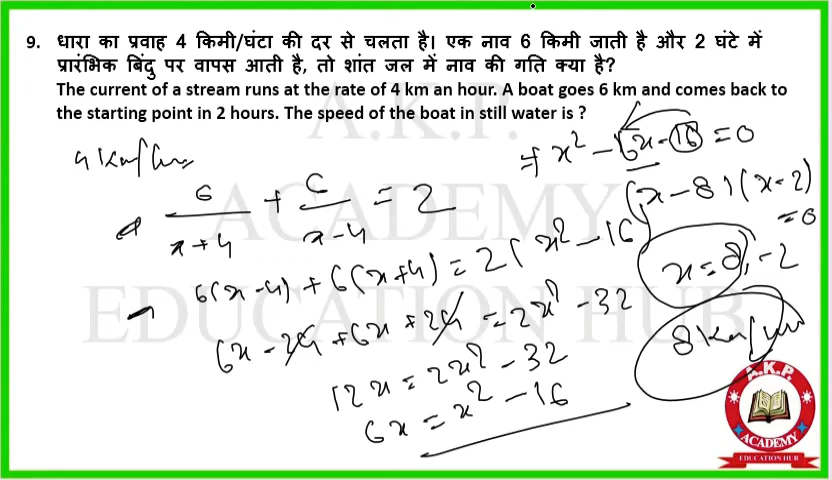 9. धारा का प्रवाह 4 किमी/घंटा की दर से चलता है। एक नाव 6 किमी जाती है और 2 घंटे में
प्रारंभिक बिंदु पर वापस आती है, तो शांत जल में नाव की गति क्या है?
The current of a stream runs at the rate of 4 km an hour. A boat goes 6 km and comes back to
the starting point in 2 hours. The speed of the boat in still water is ?
4 Km/hrs
6/(x+4) + 6/(x-4) = 2
6(x-4) + 6(x+4) = 2(x²-16)
6x - 24 + 6x + 24 = 2x² - 32
12x = 2x² - 32
6x = x² - 16
⇒ x² - 6x - 16 = 0
(x-8)(x-2)
= 0
x = 8, -2
8 Km/hr
A.K.P.
ACADEMY
EDUCATION HUB
A.K.P.
ACADEMY
EDUCATION HUB